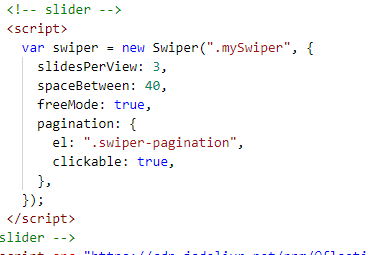 <!-- slider -->
<script>
var swiper = new Swiper(".mySwiper", {
slidesPerView: 3,
spaceBetween: 40,
freeMode: true,
pagination: {
el: ".swiper-pagination",
clickable: true,
},
});
</script>
slider -->